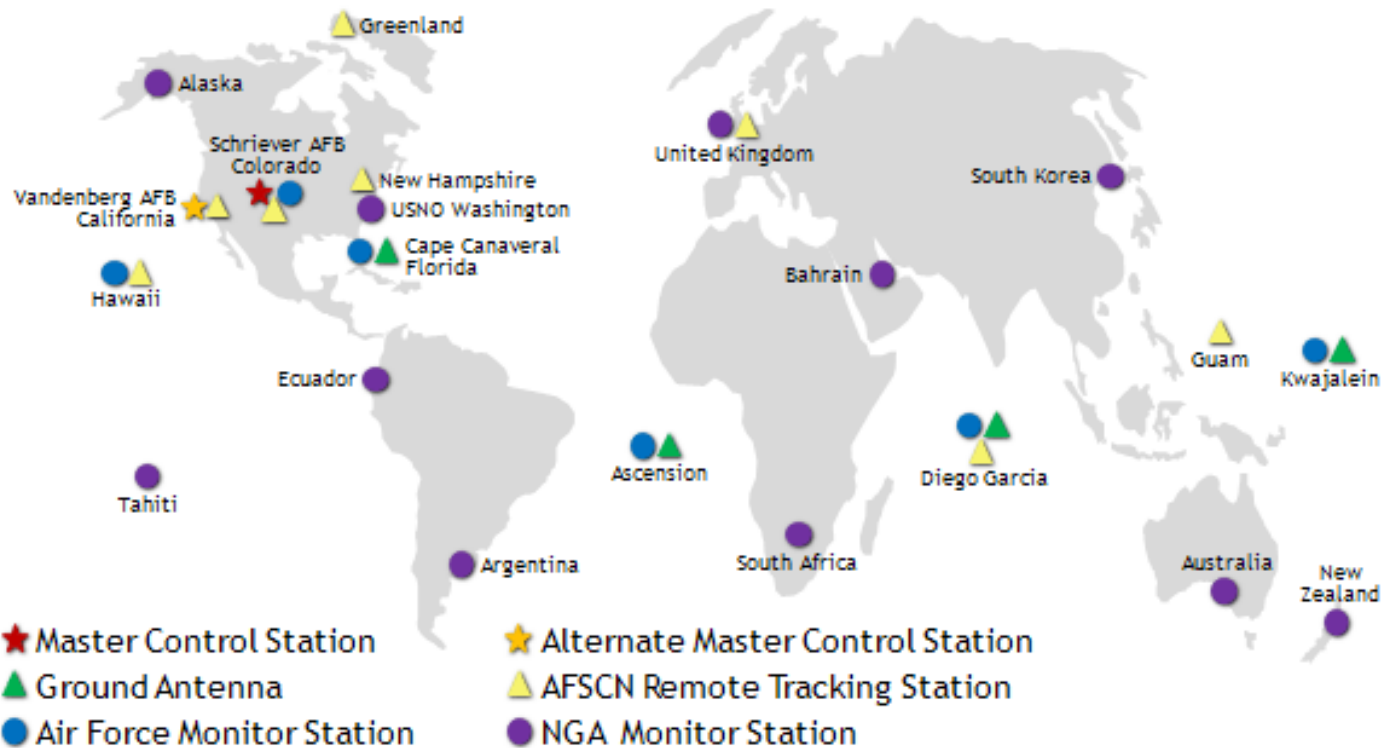 Greenland
Alaska
Schriever AFB
Colorado
United Kingdom
New Hampshire
South Korea
Vandenberg AFB
California
USNO Washington
Cape Canaveral
Florida
Bahrain
Hawaii
Guam
Kwajalein
Ecuador
Ascension
Diego Garcia
Tahiti
South Africa
Argentina
Australia
New
Zealand
Master Control Station
Alternate Master Control Station
Ground Antenna
AFSCN Remote Tracking Station
Air Force Monitor Station
NGA Monitor Station